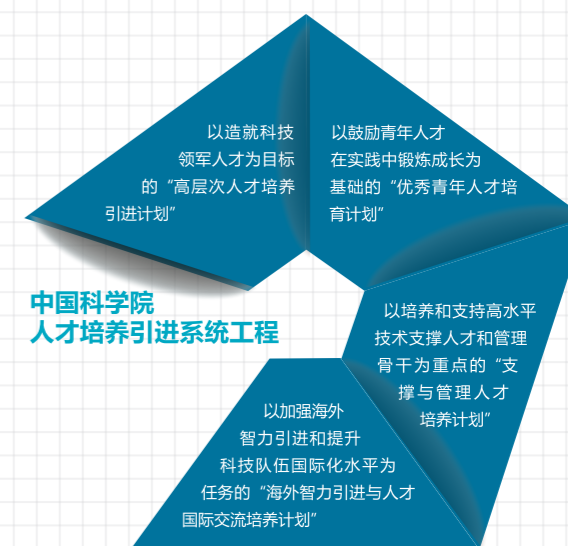 以造就科技
领军人才为目标
的“高层次人才培养
引进计划”
以鼓励青年人才
在实践中锻炼成长为
基础的“优秀青年人才培
育计划”
中国科学院
人才培养引进系统工程
以培养和支持高水平
技术支撑人才和管理
骨干为重点的“支
撑与管理人才
培养计划”
以加强海外
智力引进和提升
科技队伍国际化水平为
任务的“海外智力引进与人才
国际交流培养计划”